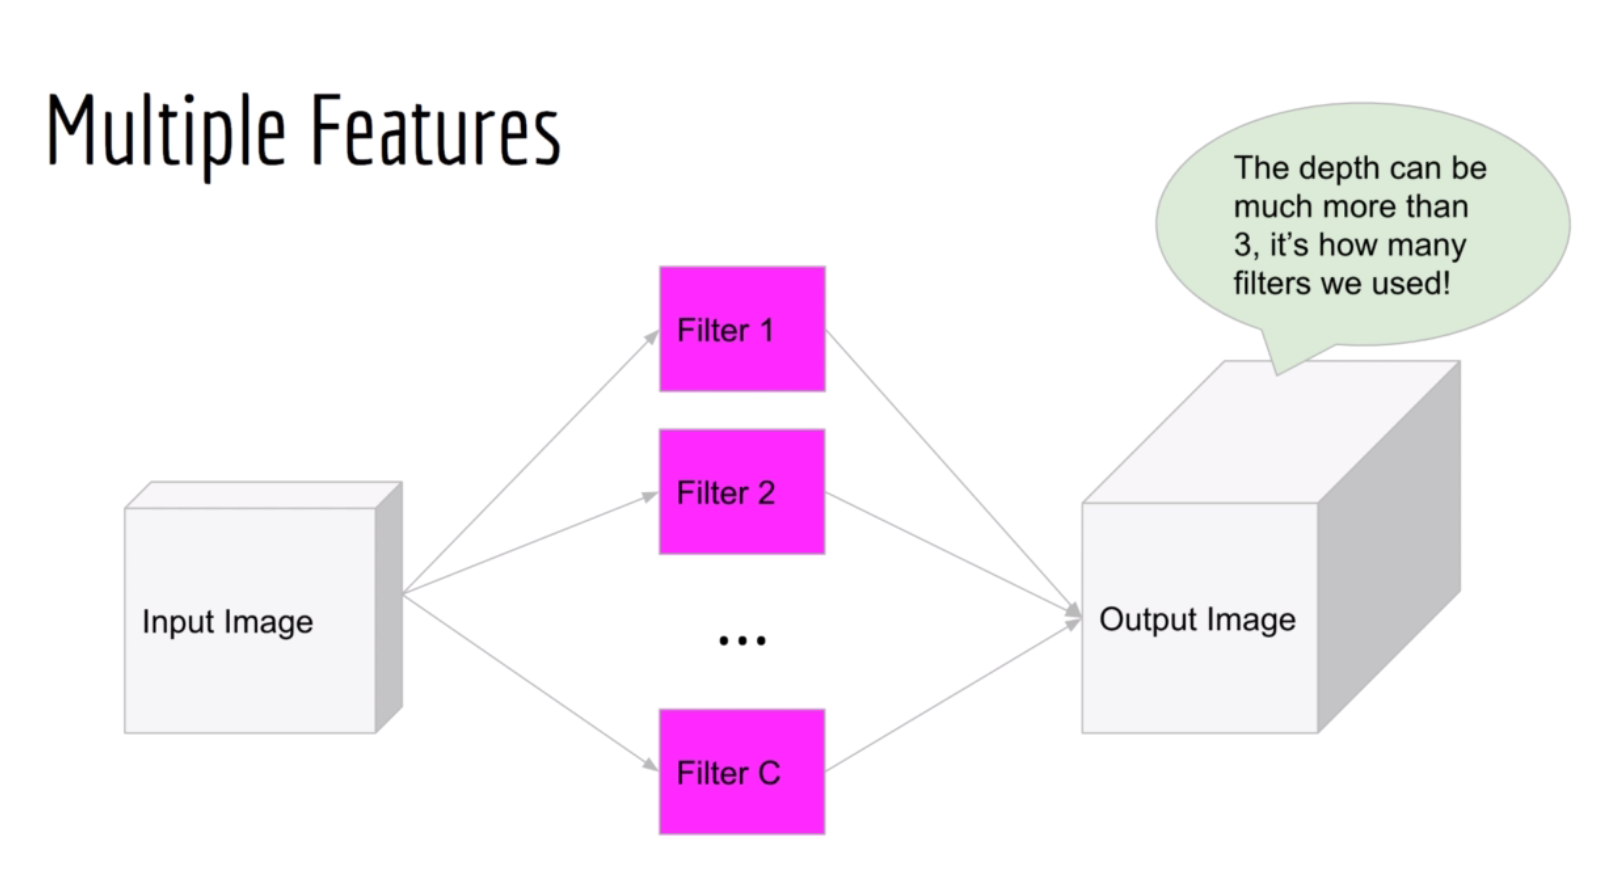 Multiple Features
The depth can be
much more than
3, it's how many
filters we used!
Filter 1
Filter 2
Input Image
...
Output Image
Filter C